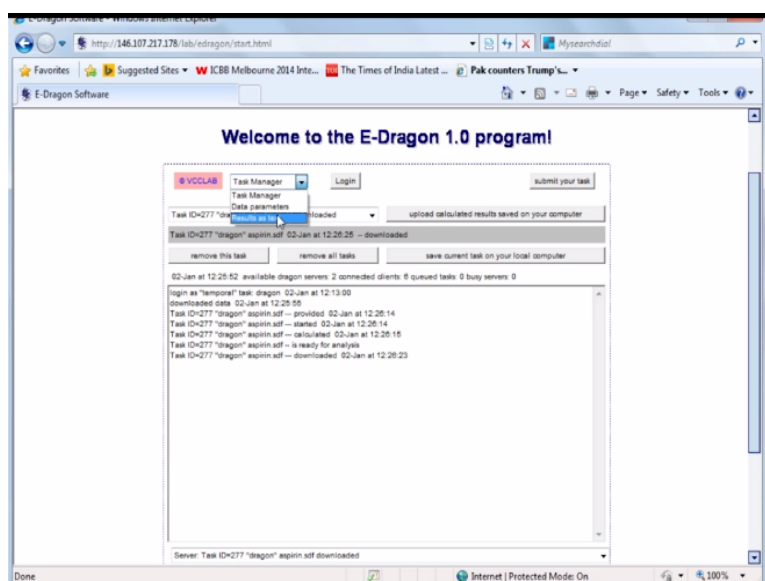 E-Dragon Software - Windows Internet Explorer
http://146.107.217.178/lab/edragon/start.html
Mysearchdial
Favorites Suggested Sites ICBB Melbourne 2014 Inte... The Times of India Latest ... Pak counters Trump's...
E-Dragon Software Page Safety Tools
Welcome to the E-Dragon 1.0 program!
© VCCLAB Task Manager Login submit your task
Task Manager
Data parameters
Results as text
Task ID=277 "dragon" downloaded upload calculated results saved on your computer
Task ID=277 "dragon" aspirin.sdf 02-Jan at 12:26:25 -- downloaded
remove this task remove all tasks save current task on your local computer
02-Jan at 12:25:52 available dragon servers: 2 connected clients: 6 queued tasks: 0 busy servers: 0
login as "temporal" task: dragon 02-Jan at 12:13:00
downloaded data 02-Jan at 12:25:55
Task ID=277 "dragon" aspirin.sdf --- provided 02-Jan at 12:26:14
Task ID=277 "dragon" aspirin.sdf --- started 02-Jan at 12:26:14
Task ID=277 "dragon" aspirin.sdf --- calculated 02-Jan at 12:26:15
Task ID=277 "dragon" aspirin.sdf -- is ready for analysis
Task ID=277 "dragon" aspirin.sdf --- downloaded 02-Jan at 12:26:23
Server: Task ID=277 "dragon" aspirin.sdf downloaded
Done Internet | Protected Mode: On 100%